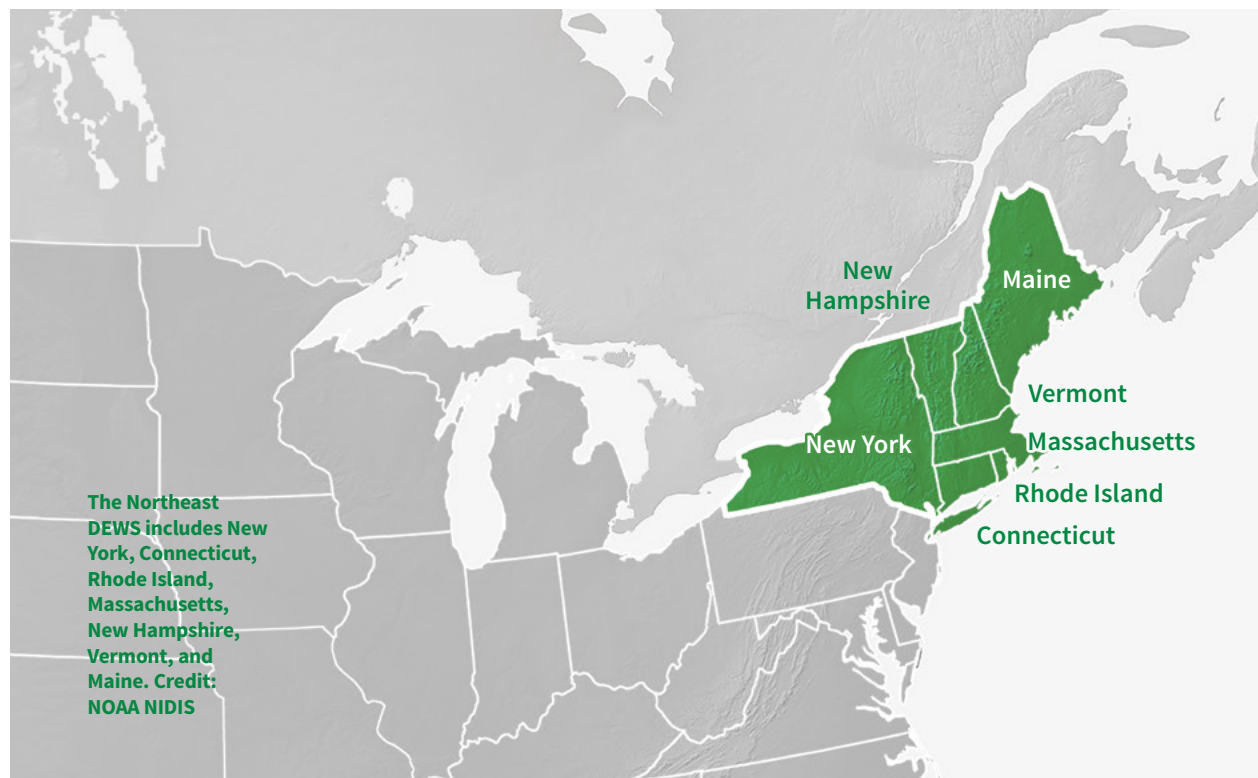 New
Hampshire
Maine
Vermont
New York
Massachusetts
Rhode Island
Connecticut
The Northeast
DEWS includes New
York, Connecticut,
Rhode Island,
Massachusetts,
New Hampshire,
Vermont, and
Maine. Credit:
NOAA NIDIS